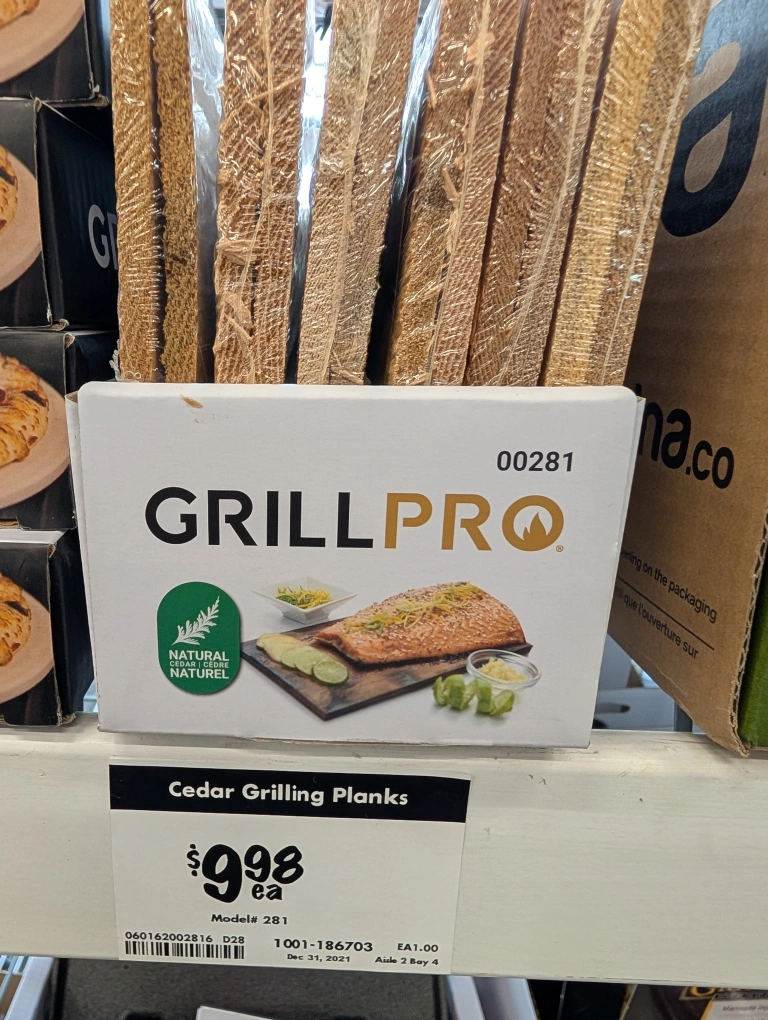 00281
GRILLPRO®
NATURAL
CEDAR | CÈDRE
NATUREL
.co
on the packaging
que l'ouverture sur
Cedar Grilling Planks
$9.98
ea
Model# 281
060162002816 D28
1001-186703
EA1.00
Dec 31, 2021
Aisle 2 Bay 4